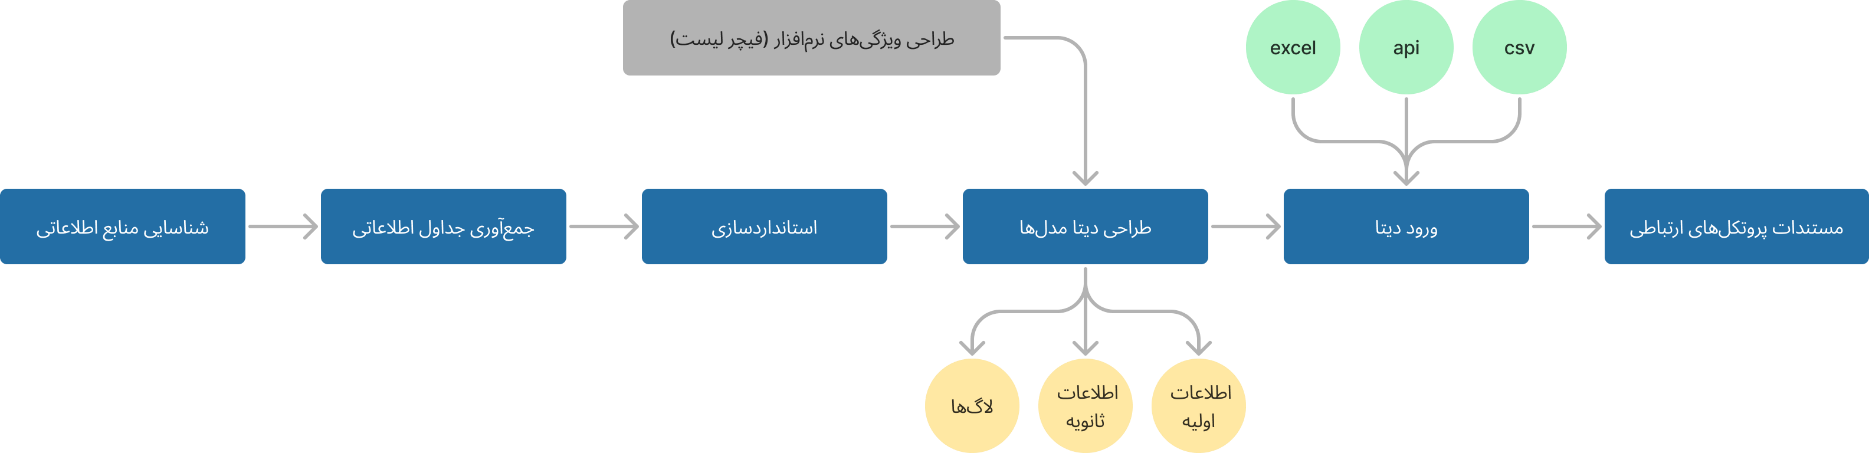 طراحی ویژگی‌های نرم‌افزار (فیچر لیست)
excel
api
csv
شناسایی منابع اطلاعاتی
جمع‌آوری جداول اطلاعاتی
استانداردسازی
طراحی دیتا مدل‌ها
ورود دیتا
مستندات پروتکل‌های ارتباطی
لاگ‌ها
اطلاعات
ثانویه
اطلاعات
اولیه